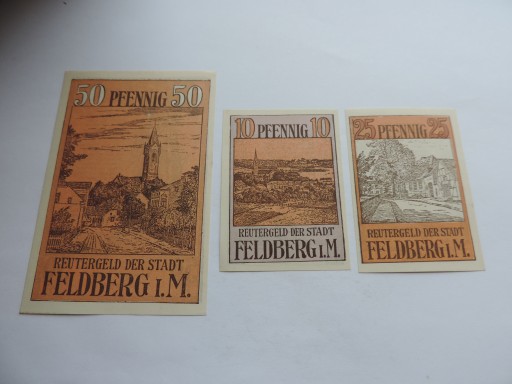 50 PFENNIG 50
REUTERGELD DER STADT
FELDBERG I.M.
10 PFENNIG 10
REUTERGELD DER STADT
FELDBERG I.M.
25 PFENNIG 25
REUTERGELD DER STADT
FELDBERG I.M.